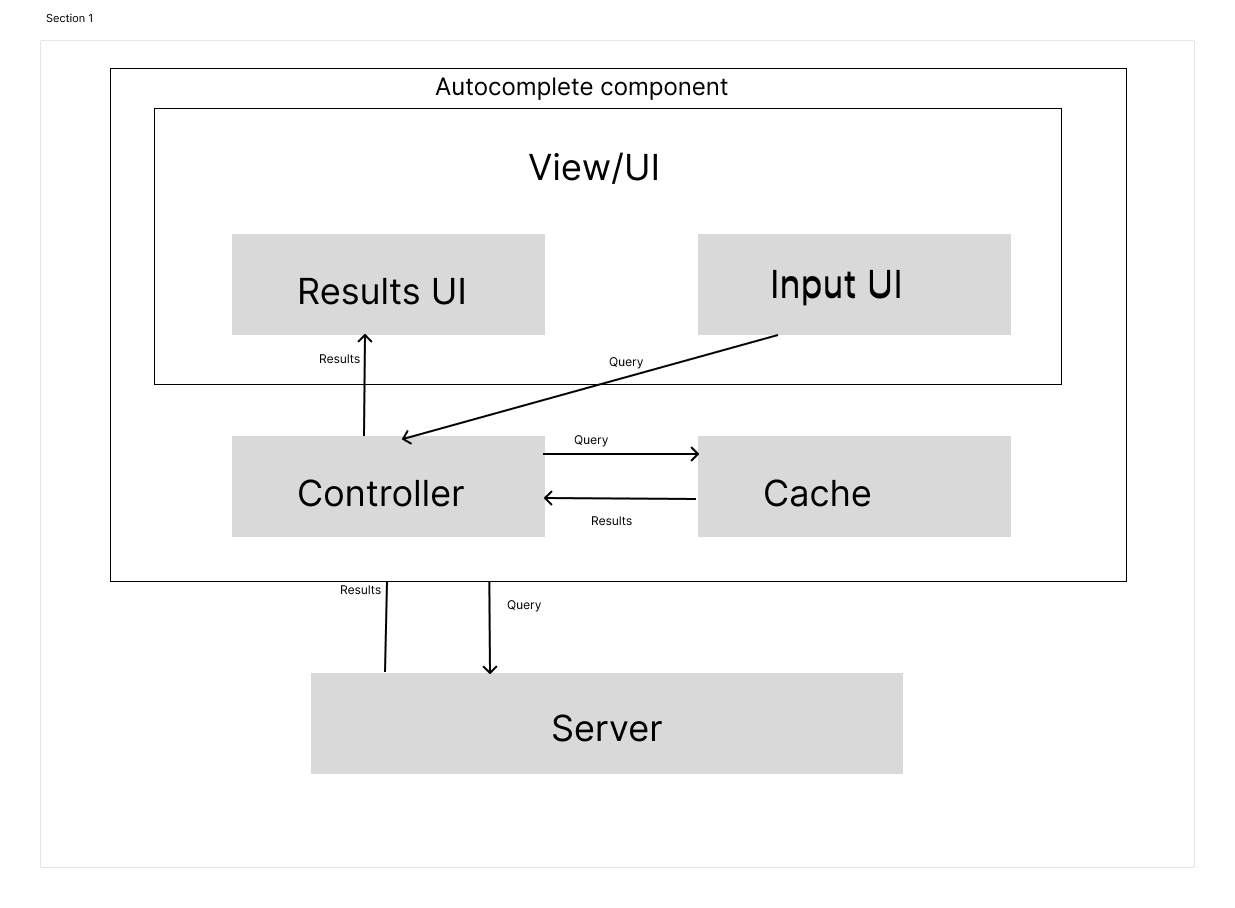 Section 1
Autocomplete component
View/UI
Results UI
Input UI
Results
Query
Query
Controller
Cache
Results
Results
Query
Server